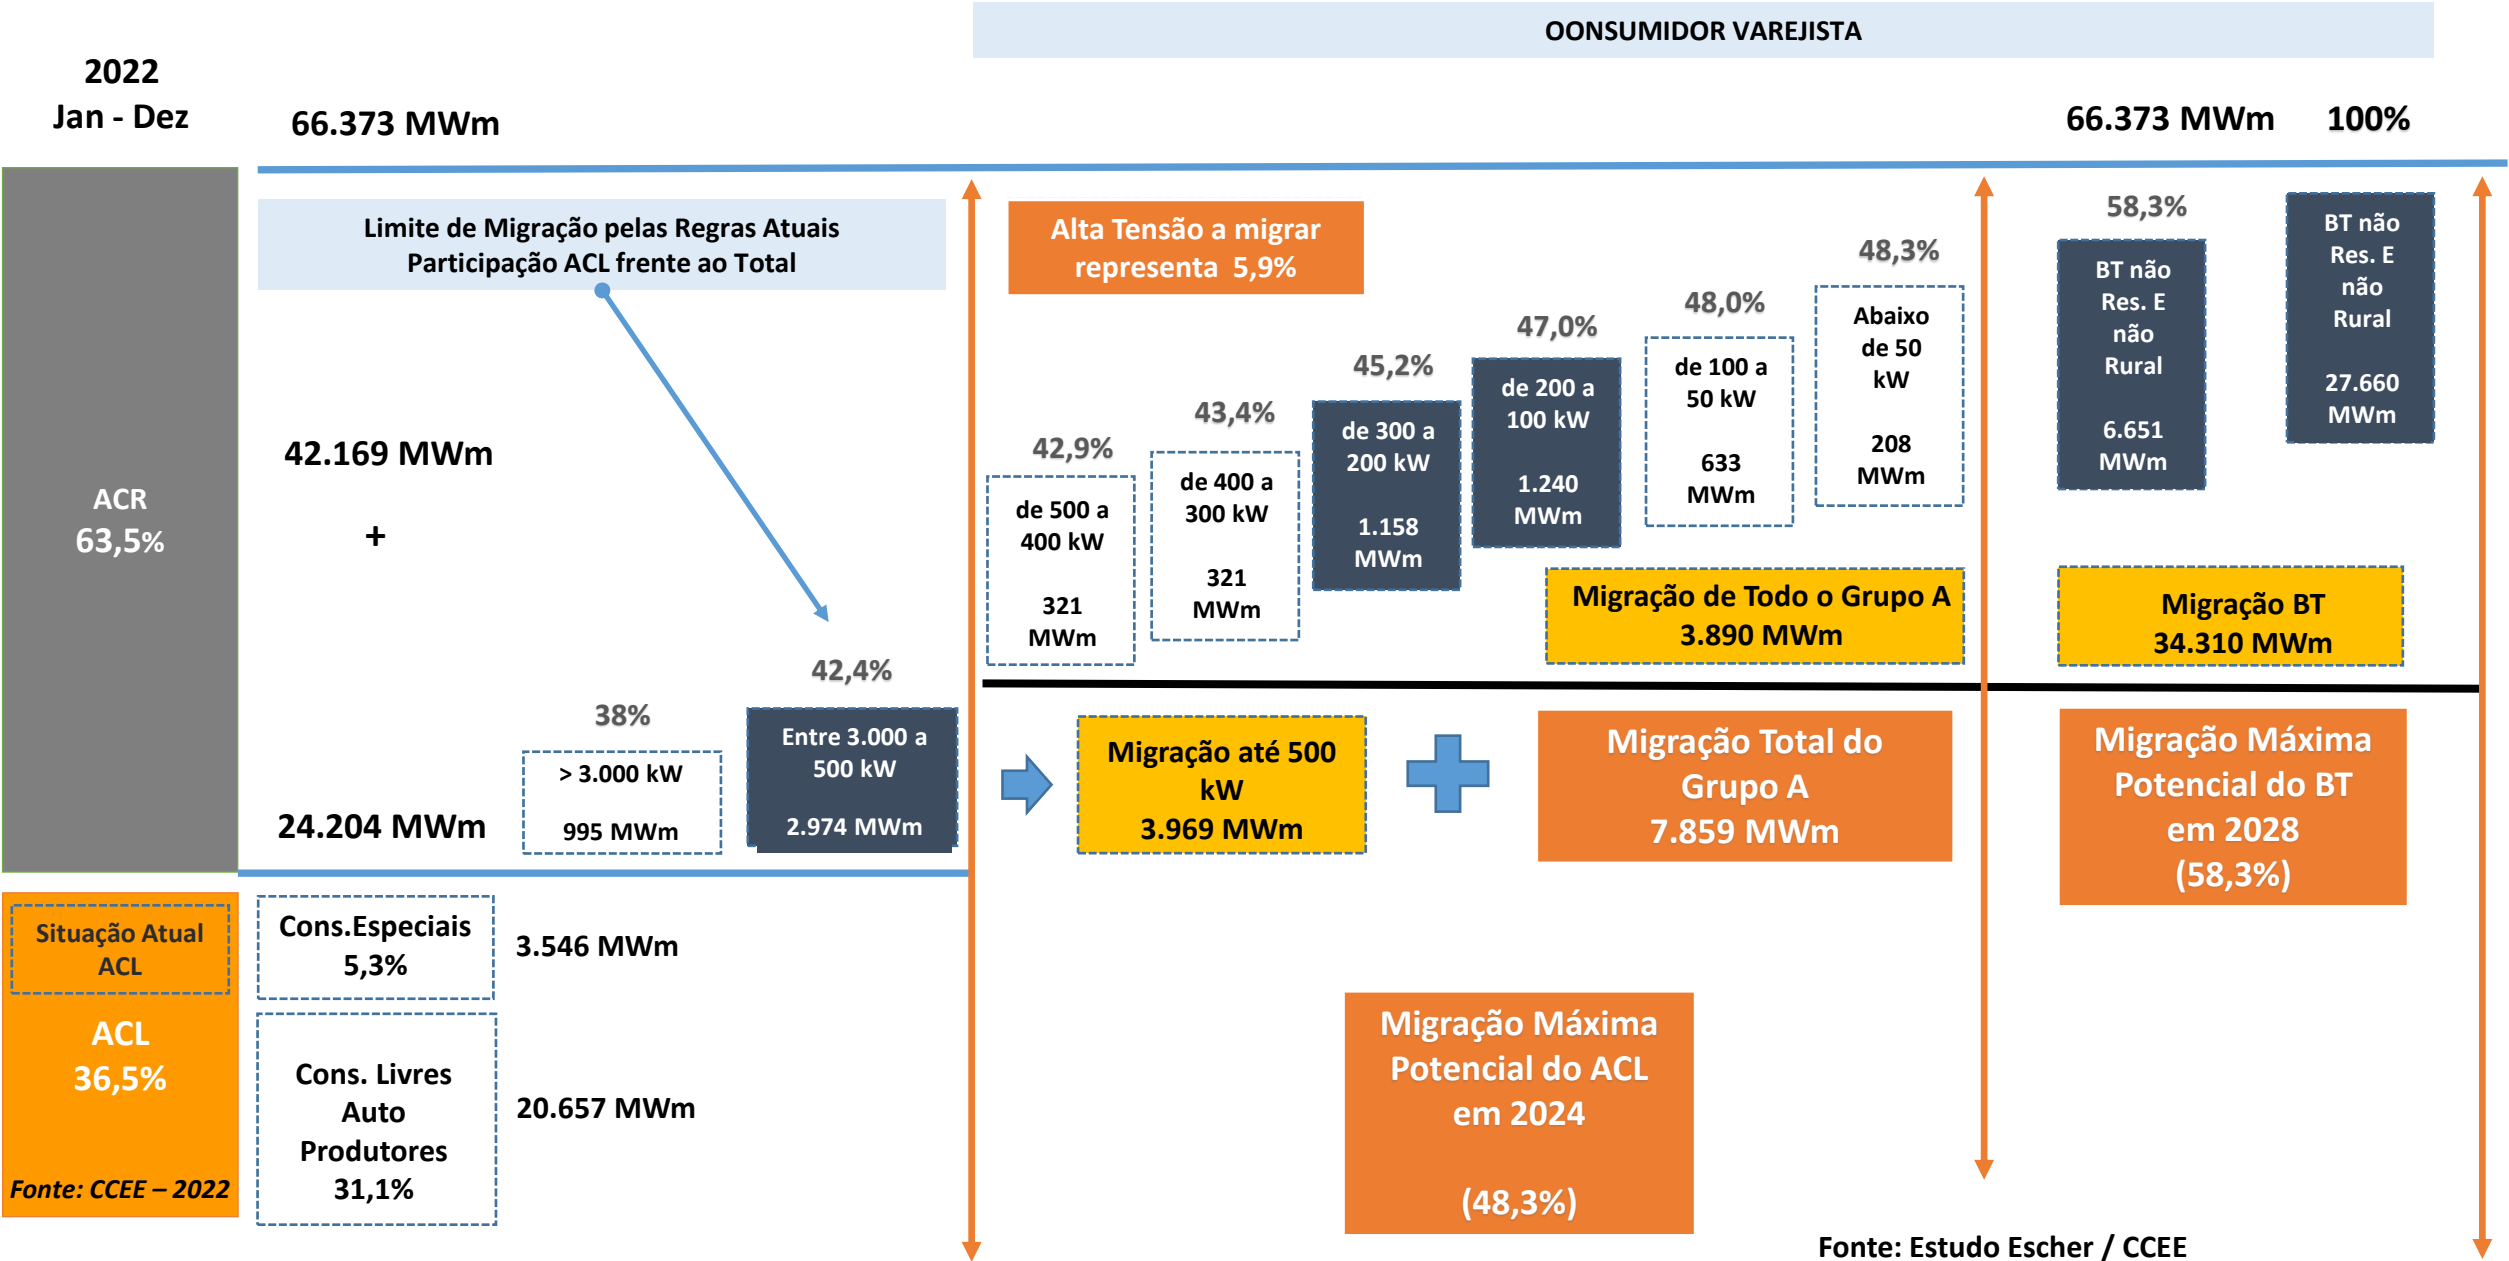 OONSUMIDOR VAREJISTA
2022
Jan - Dez
66.373 MWm
66.373 MWm
100%
ACR
63,5%
42.169 MWm
+
24.204 MWm
Limite de Migração pelas Regras Atuais
Participação ACL frente ao Total
38%
> 3.000 kW
995 MWm
42,4%
Entre 3.000 a
500 kW
2.974 MWm
Alta Tensão a migrar
representa 5,9%
42,9%
de 500 a
400 kW
321
MWm
43,4%
de 400 a
300 kW
321
MWm
45,2%
de 300 a
200 kW
1.158
MWm
47,0%
de 200 a
100 kW
1.240
MWm
48,0%
de 100 a
50 kW
633
MWm
48,3%
Abaixo
de 50
kW
208
MWm
58,3%
BT não
Res. E
não
Rural
6.651
MWm
BT não
Res. E
não
Rural
27.660
MWm
Migração de Todo o Grupo A
3.890 MWm
Migração BT
34.310 MWm
Migração até 500
kW
3.969 MWm
Migração Total do
Grupo A
7.859 MWm
Migração Máxima
Potencial do BT
em 2028
(58,3%)
Situação Atual
ACL
ACL
36,5%
Fonte: CCEE – 2022
Cons.Especiais
5,3%
3.546 MWm
Cons. Livres
Auto
Produtores
31,1%
20.657 MWm
Migração Máxima
Potencial do ACL
em 2024
(48,3%)
Fonte: Estudo Escher / CCEE